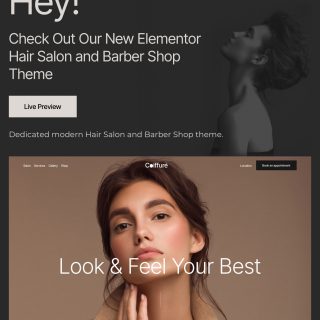 Hey!
Check Out Our New Elementor
Hair Salon and Barber Shop
Theme
Live Preview
Dedicated modern Hair Salon and Barber Shop theme.
Salon Services Gallery Shop
Coiffure
Location
Book an appointment
Look & Feel Your Best